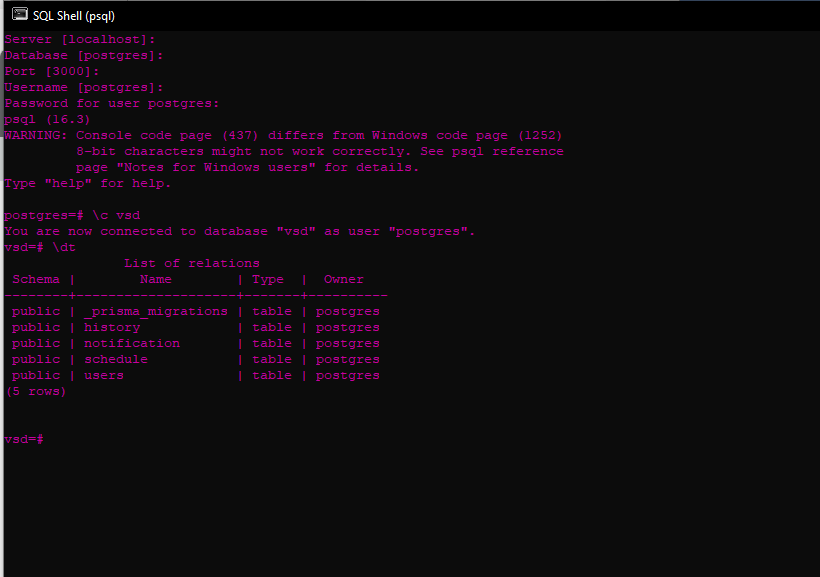 SQL Shell (psql)
Server [localhost]:
Database [postgres]:
Port [3000]:
Username [postgres]:
Password for user postgres:
psql (16.3)
WARNING: Console code page (437) differs from Windows code page (1252)
         8-bit characters might not work correctly. See psql reference
         page "Notes for Windows users" for details.
Type "help" for help.

postgres=# \c vsd
You are now connected to database "vsd" as user "postgres".
vsd=# \dt
               List of relations
 Schema |        Name        | Type  |  Owner
--------+--------------------+-------+----------
 public | _prisma_migrations | table | postgres
 public | history            | table | postgres
 public | notification       | table | postgres
 public | schedule           | table | postgres
 public | users              | table | postgres
(5 rows)

vsd=#